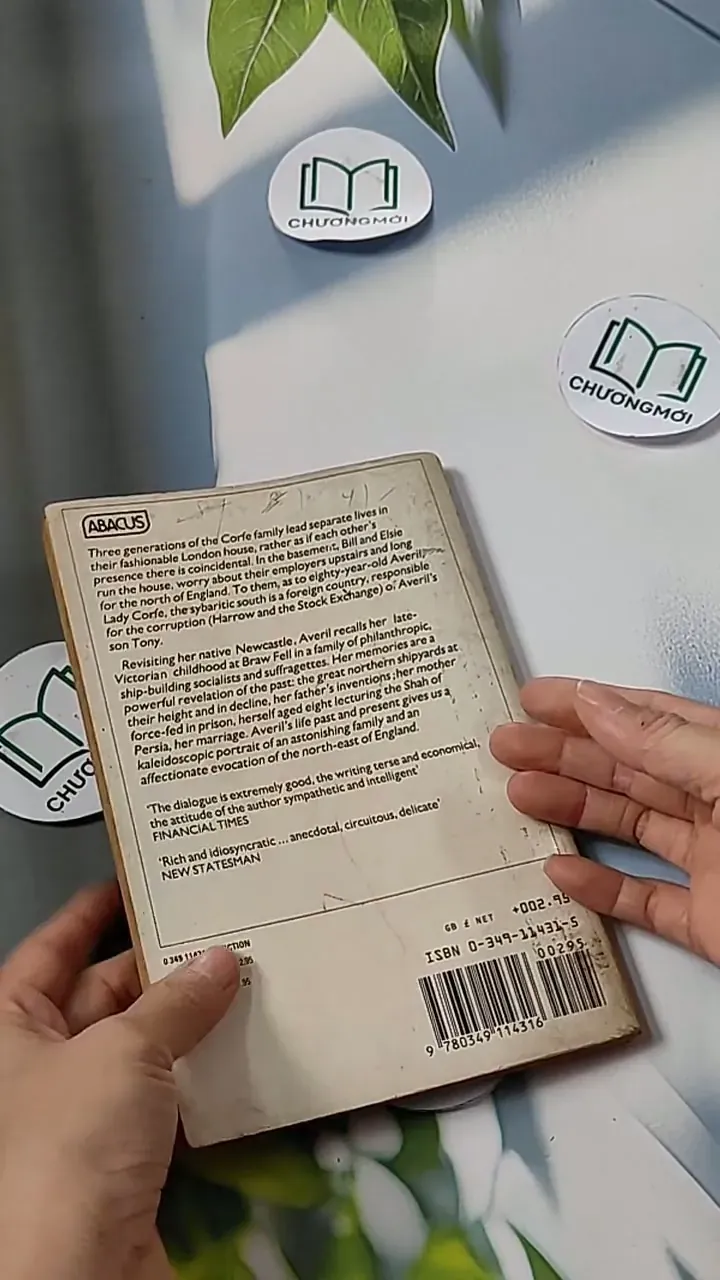 CHƯƠNGMỚI
CHƯƠNGMỚI
ABACUS
Three generations of the Corfe family lead separate lives in
their fashionable London house, rather as if each other's
presence there is coincidental. In the basement, Bill and Elsie
run the house, worry about their employers upstairs and long
for the north of England. To them, as to eighty-year-old Averil,
Lady Corfe, the sybaritic south is a foreign country, responsible
for the corruption (Harrow and the Stock Exchange) of Averil's
son Tony.
Revisiting her native Newcastle, Averil recalls her late-
Victorian childhood at Braw Fell in a family of philanthropic,
ship-building socialists and suffragettes. Her memories are a
powerful revelation of the past: the great northern shipyards at
their height and in decline, her father's inventions; her mother
force-fed in prison, herself aged eight lecturing the Shah of
Persia, her marriage. Averil's life past and present gives us a
kaleidoscopic portrait of an astonishing family and an
affectionate evocation of the north-east of England.
'The dialogue is extremely good, the writing terse and economical,
the attitude of the author sympathetic and intelligent'
FINANCIAL TIMES
'Rich and idiosyncratic ... anecdotal, circuitous, delicate'
NEW STATESMAN
CHƯƠ
GB £ NET +002.95
ISBN 0-349-11431-5
00295
9 780349 114316
0 349 1143
CTION
2.95
.95